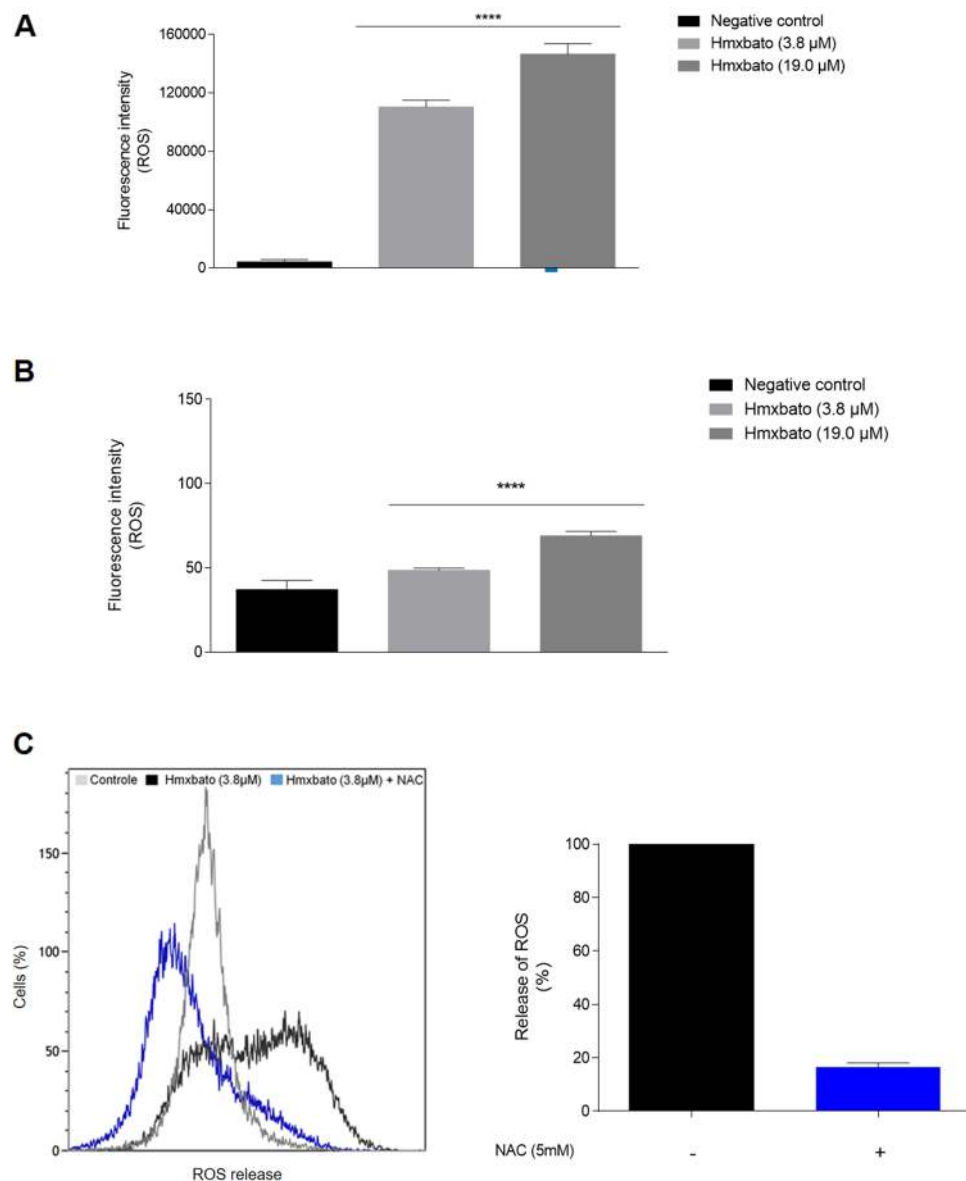 A
****
Negative control
Hmxbato (3.8 µM)
Hmxbato (19.0 µM)
Fluorescence intensity
(ROS)
160000
120000
80000
40000
0
B
Negative control
Hmxbato (3.8 µM)
Hmxbato (19.0 µM)
****
Fluorescence intensity
(ROS)
150
100
50
0
C
Controle Hmxbato (3.8µM) Hmxbato (3.8µM) + NAC
Cells (%)
150
100
50
0
ROS release
Release of ROS
(%)
100
80
60
40
20
0
NAC (5mM) - +